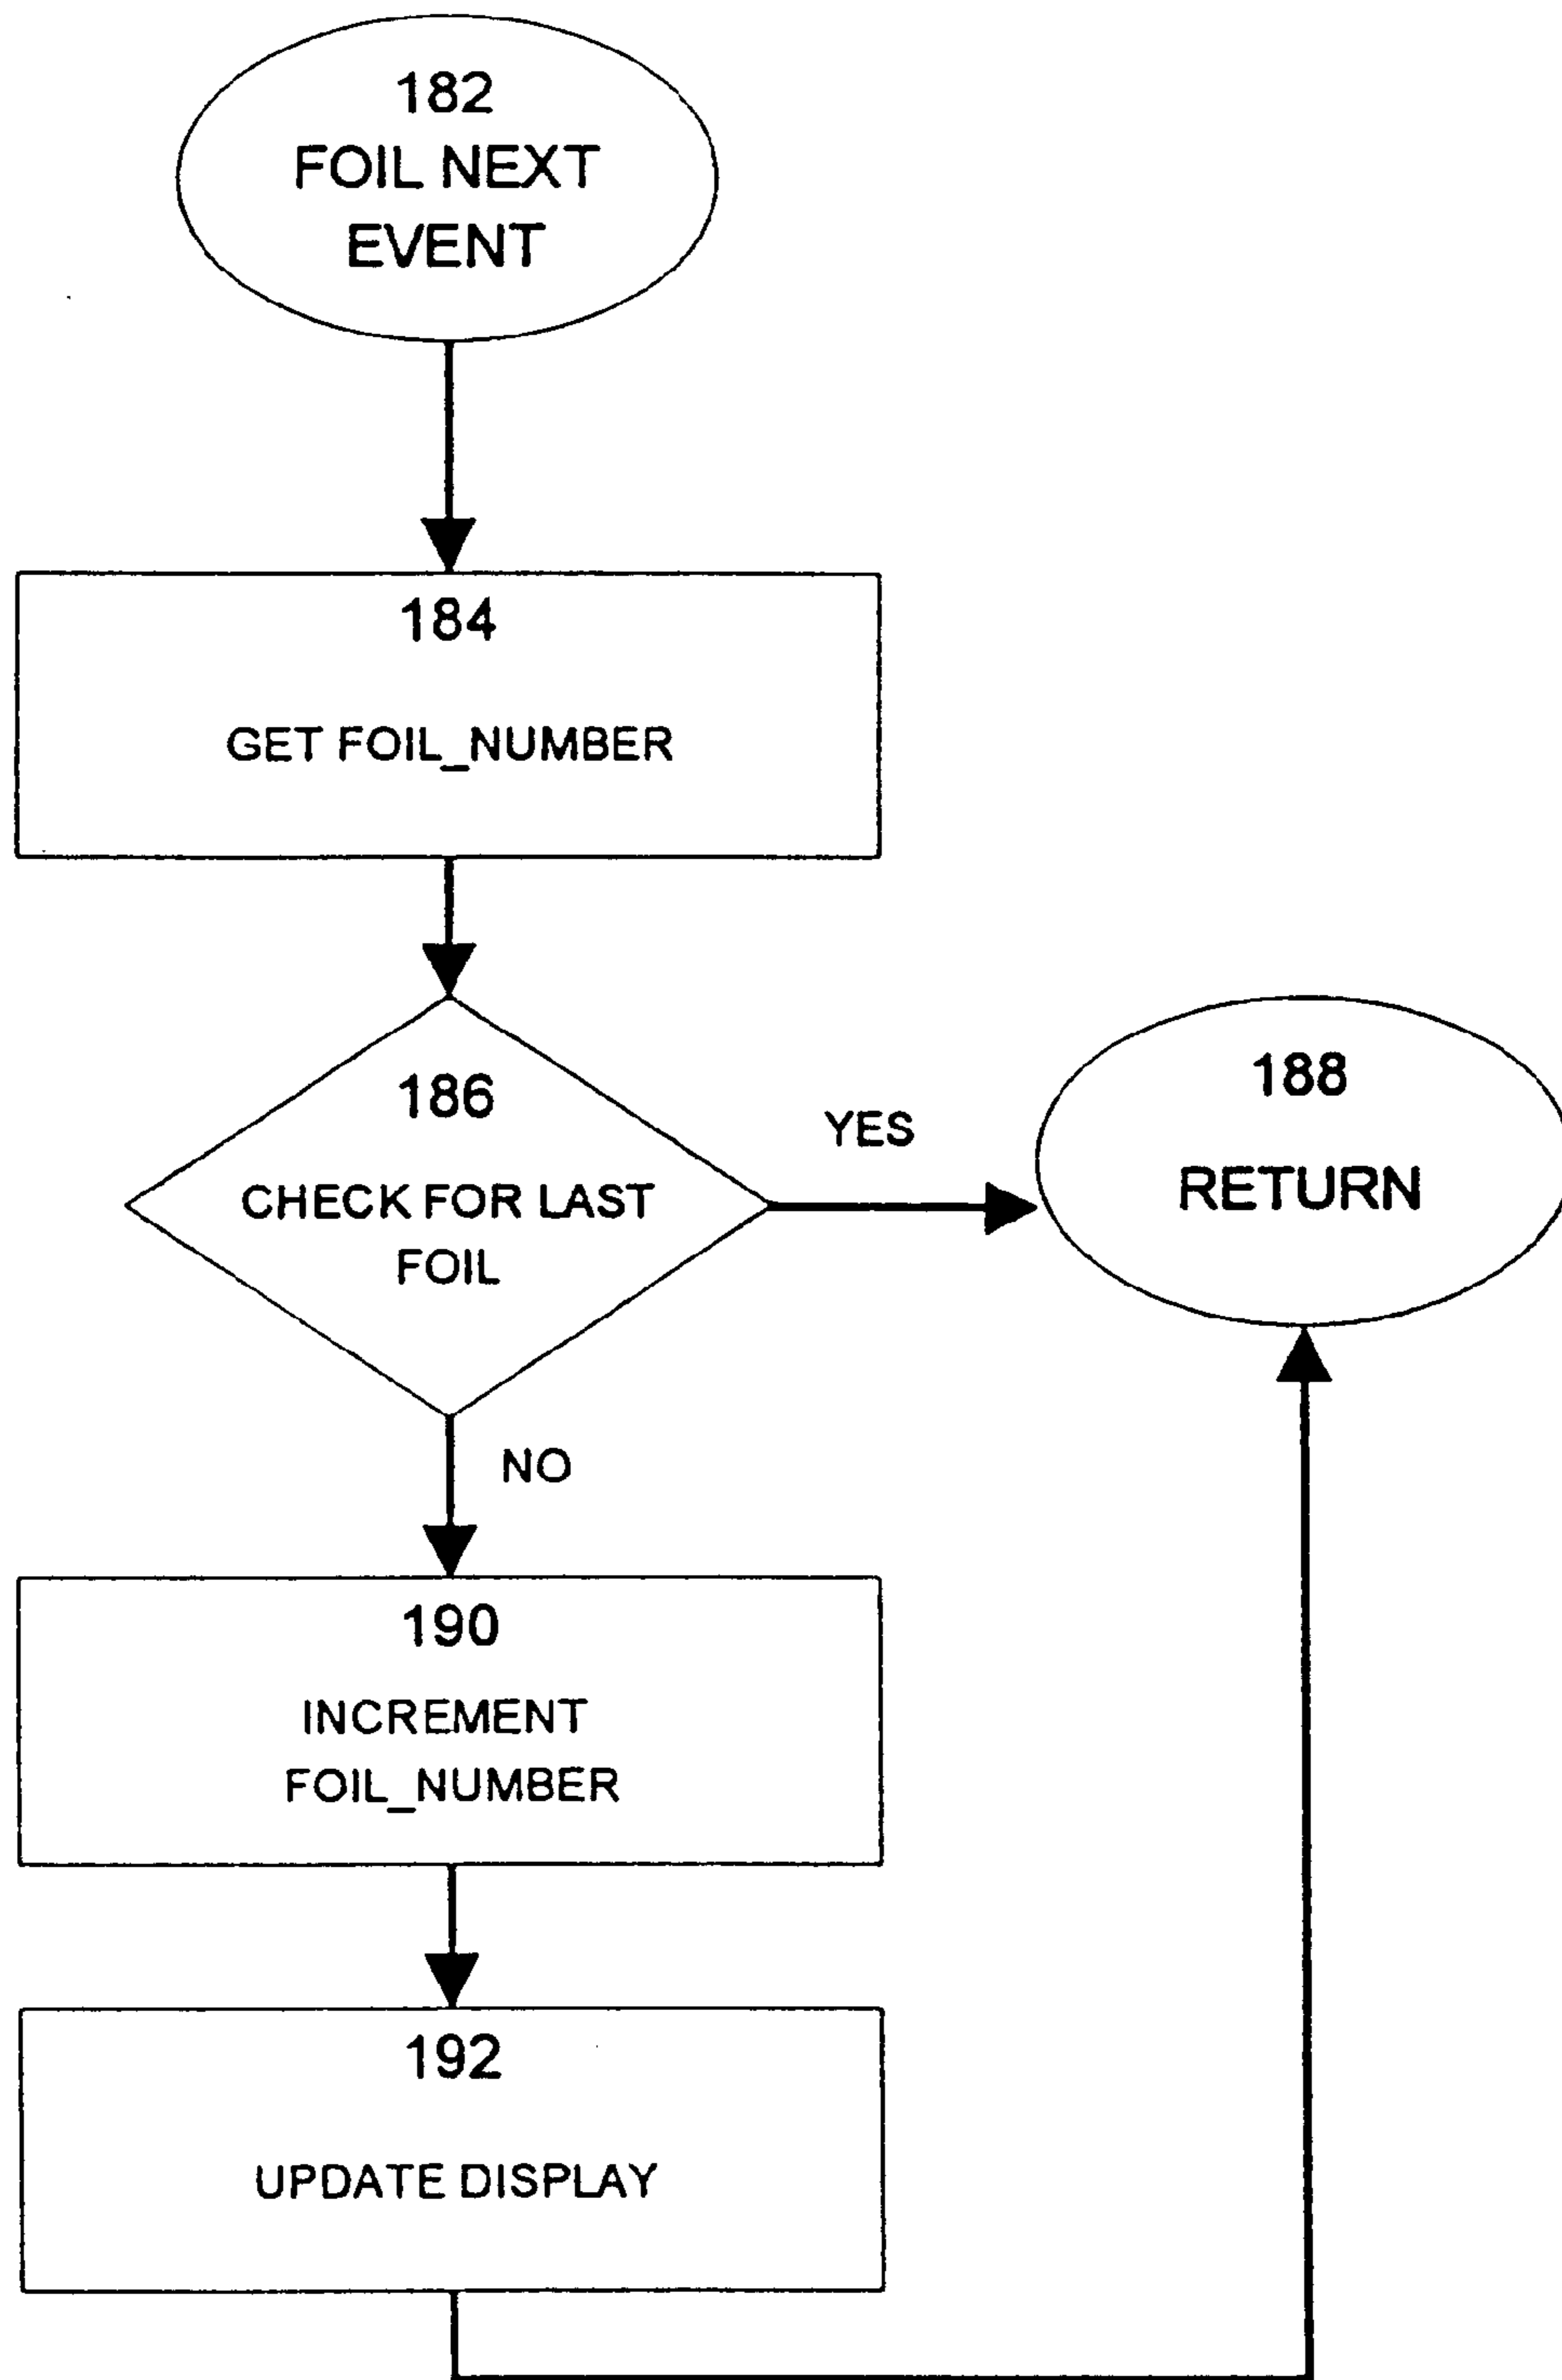 182
FOIL NEXT
EVENT
184
GET FOIL_NUMBER
186
CHECK FOR LAST
FOIL
YES
188
RETURN
NO
190
INCREMENT
FOIL_NUMBER
192
UPDATE DISPLAY